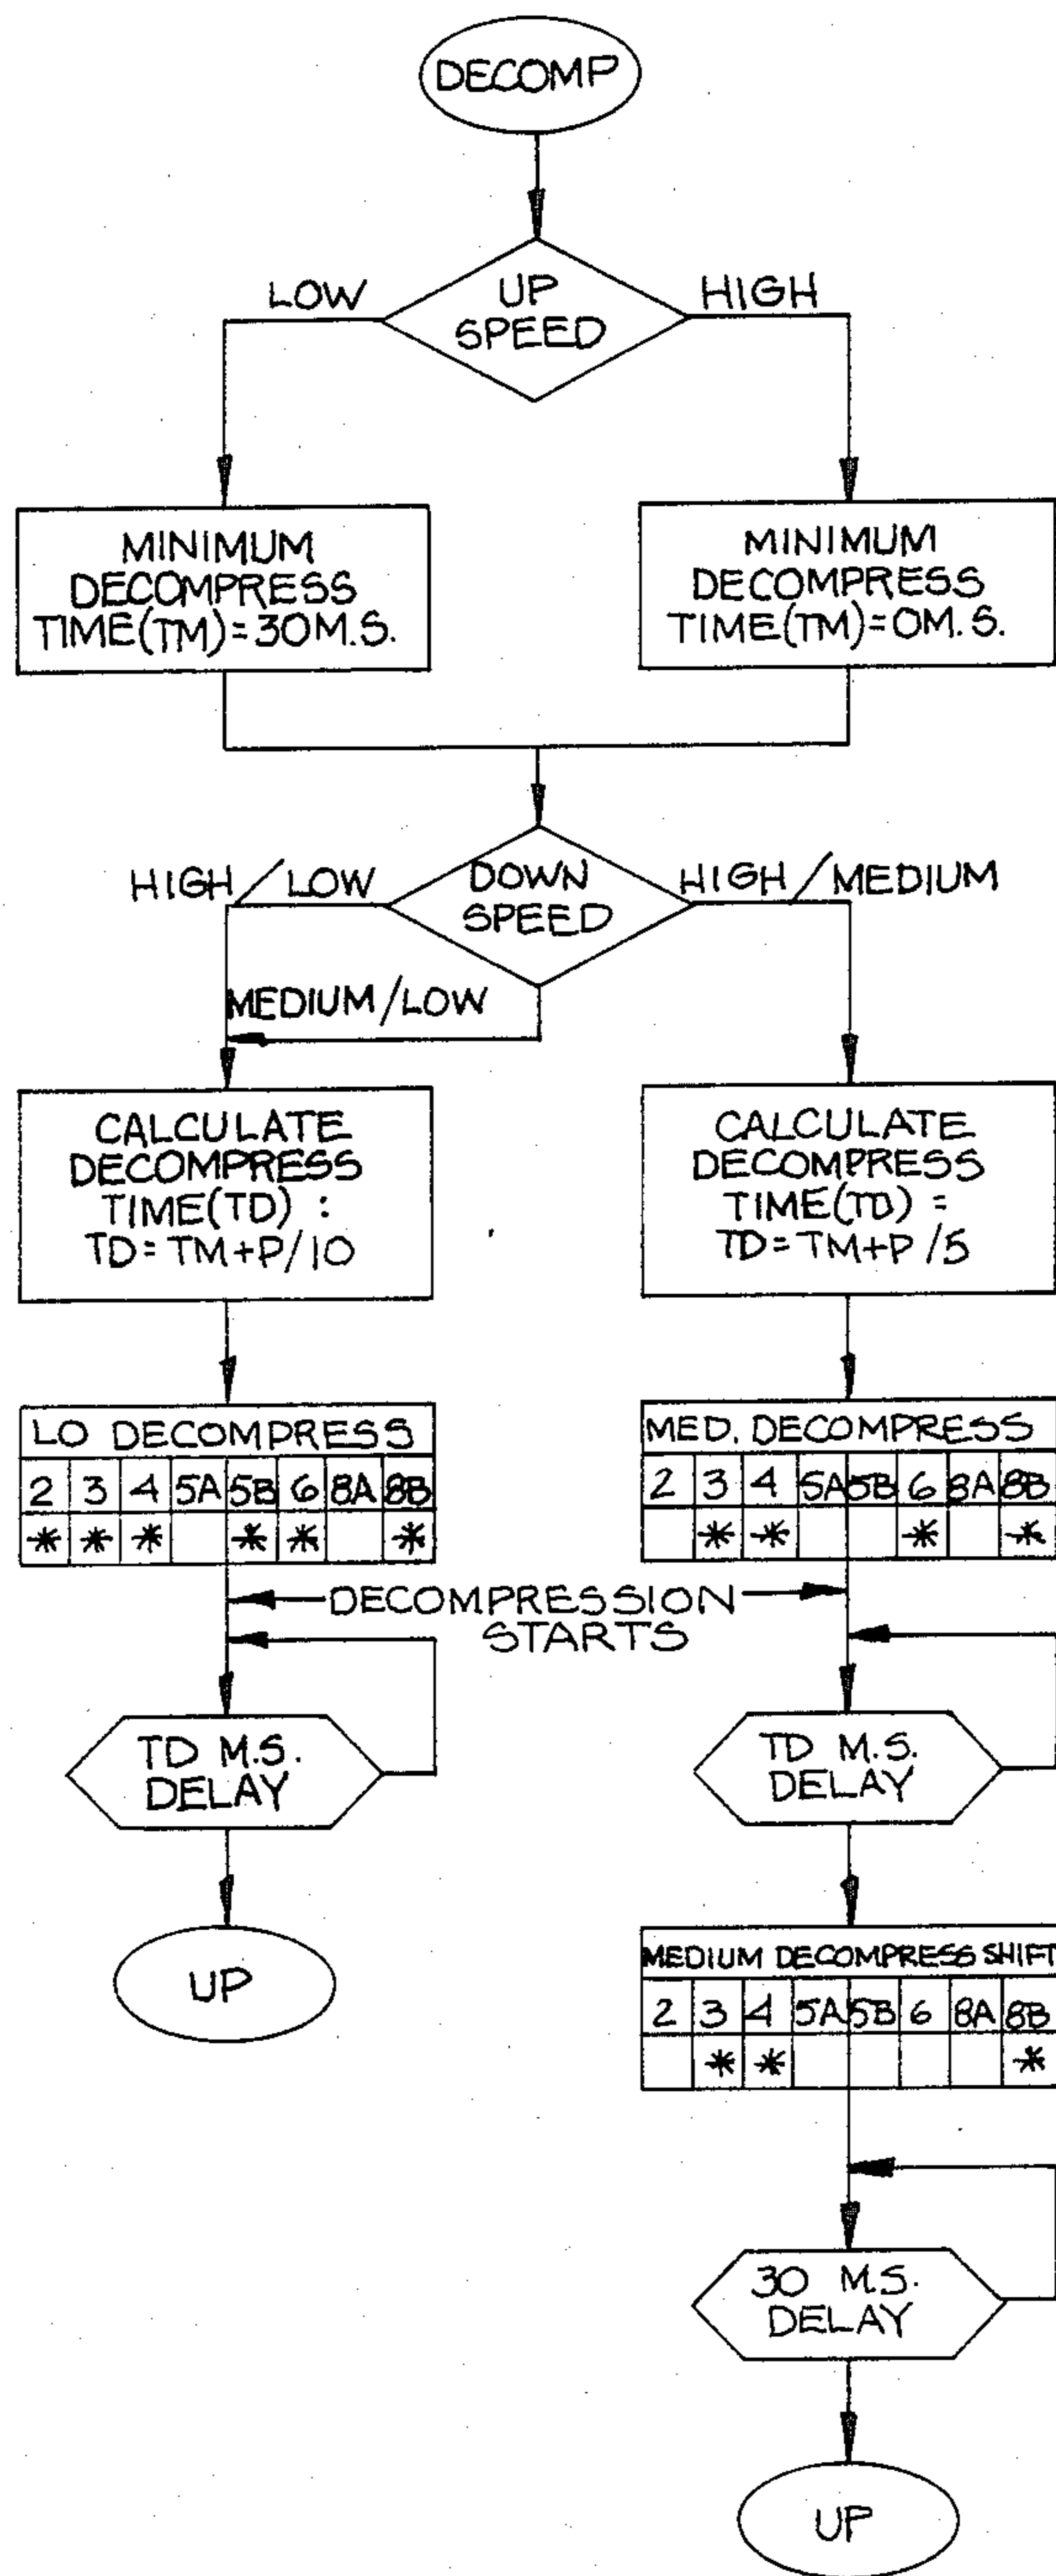 DECOMP
LOW
UP
SPEED
HIGH
MINIMUM
DECOMPRESS
TIME(TM)=30M.S.
MINIMUM
DECOMPRESS
TIME(TM)=0M.S.
HIGH/LOW
DOWN
SPEED
HIGH/MEDIUM
MEDIUM/LOW
CALCULATE
DECOMPRESS
TIME(TD) :
TD=TM+P/10
CALCULATE
DECOMPRESS
TIME(TD) =
TD=TM+P/5
LO DECOMPRESS
2 3 4 5A 5B 6 8A 8B
* * * * * *
MED. DECOMPRESS
2 3 4 5A 5B 6 8A 8B
* * * *
DECOMPRESSION
STARTS
TD M.S.
DELAY
TD M.S.
DELAY
UP
MEDIUM DECOMPRESS SHIFT
2 3 4 5A 5B 6 8A 8B
* * *
30 M.S.
DELAY
UP